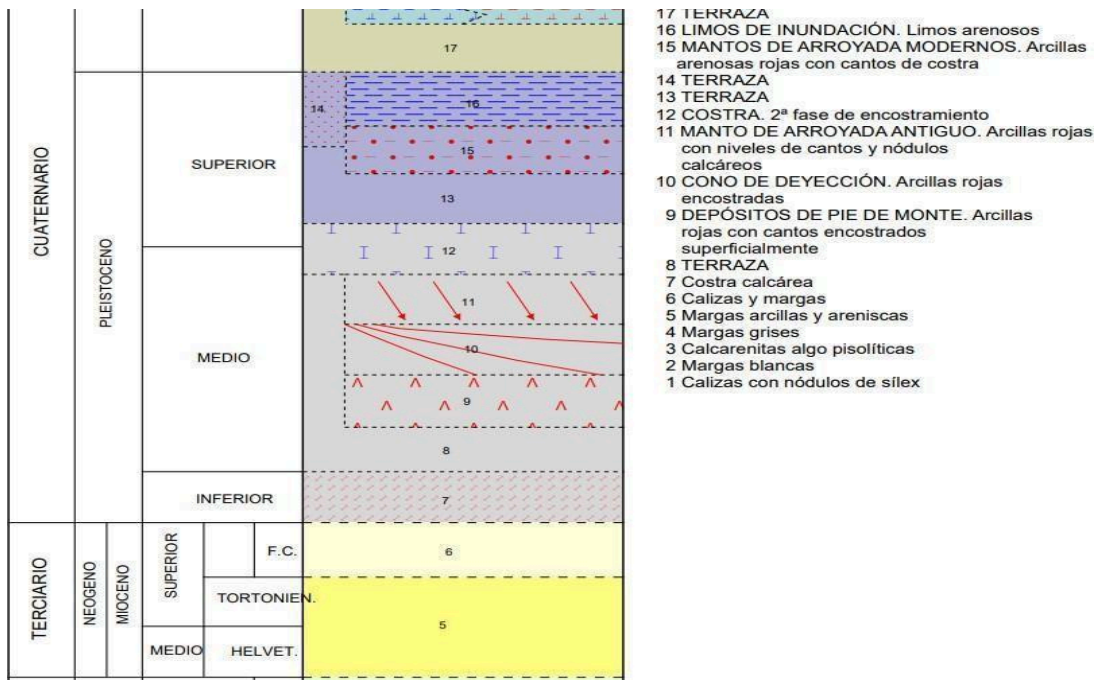 17
16
14
15
13
12
11
10
9
8
7
6
5
CUATERNARIO
PLEISTOCENO
SUPERIOR
MEDIO
INFERIOR
TERCIARIO
NEOGENO
MIOCENO
SUPERIOR
F.C.
TORTONIEN.
MEDIO
HELVET.
17 TERRAZA
16 LIMOS DE INUNDACIÓN. Limos arenosos
15 MANTOS DE ARROYADA MODERNOS. Arcillas
arenosas rojas con cantos de costra
14 TERRAZA
13 TERRAZA
12 COSTRA. 2ª fase de encostramiento
11 MANTO DE ARROYADA ANTIGUO. Arcillas rojas
con niveles de cantos y nódulos
calcáreos
10 CONO DE DEYECCIÓN. Arcillas rojas
encostradas
9 DEPÓSITOS DE PIE DE MONTE. Arcillas
rojas con cantos encostrados
superficialmente
8 TERRAZA
7 Costra calcárea
6 Calizas y margas
5 Margas arcillas y areniscas
4 Margas grises
3 Calcarenitas algo pisolíticas
2 Margas blancas
1 Calizas con nódulos de sílex